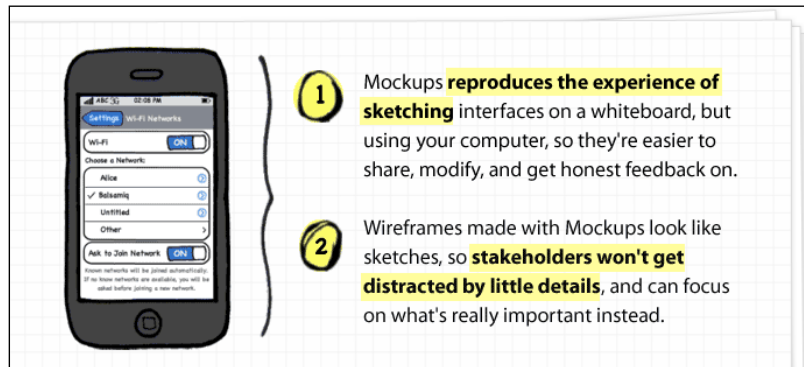 ABC 3G 02:08 PM
Settings Wi-Fi Networks
Wi-Fi ON
Choose a Network:
Alice
✓ Balsamiq
Untitled
Other >
Ask to Join Network ON
Known networks will be joined automatically.
If no know networks are available, you will be
asked before joining a new network.
1
Mockups reproduces the experience of
sketching interfaces on a whiteboard, but
using your computer, so they're easier to
share, modify, and get honest feedback on.
2
Wireframes made with Mockups look like
sketches, so stakeholders won't get
distracted by little details, and can focus
on what's really important instead.